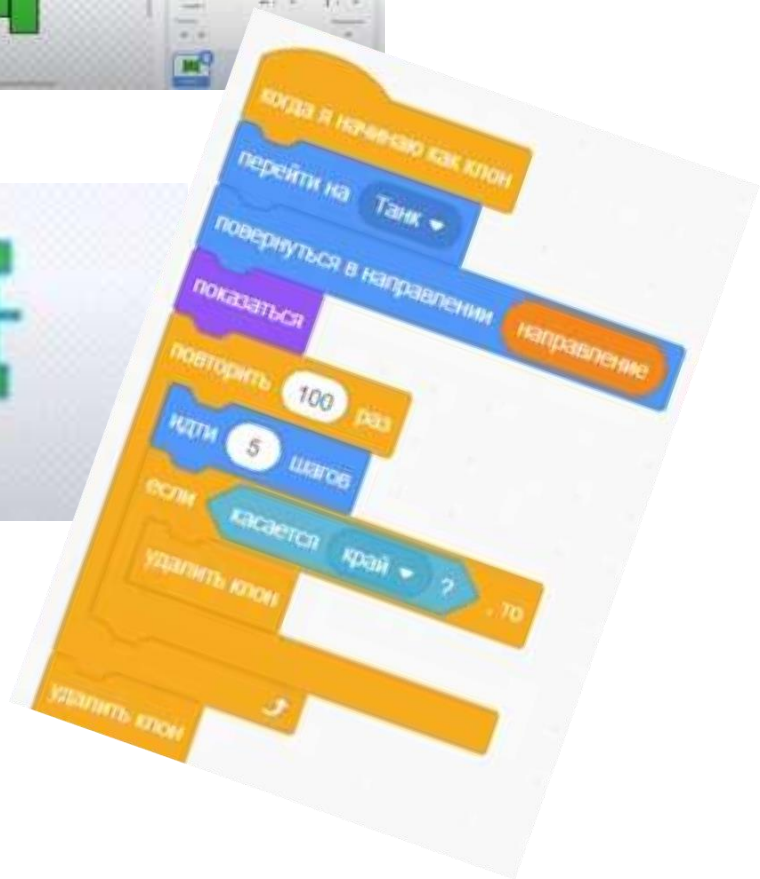 когда я начинаю как клон
перейти на Танк
повернуться в направлении направление
показаться
повторить 100 раз
идти 5 шагов
если касается край ? , то
удалить клон
удалить клон